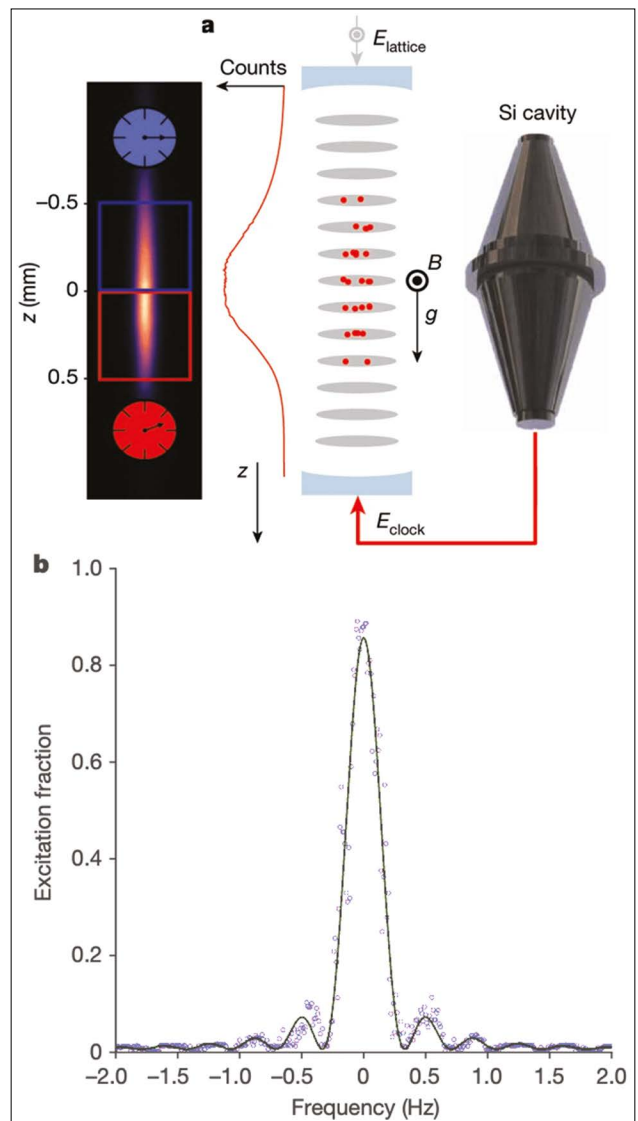 a
E lattice
Counts
Si cavity
−0.5
0
0.5
z (mm)
B
g
z
E clock
b
1.0
0.8
0.6
0.4
0.2
0
Excitation fraction
−2.0 −1.5 −1.0 −0.5 0 0.5 1.0 1.5 2.0
Frequency (Hz)